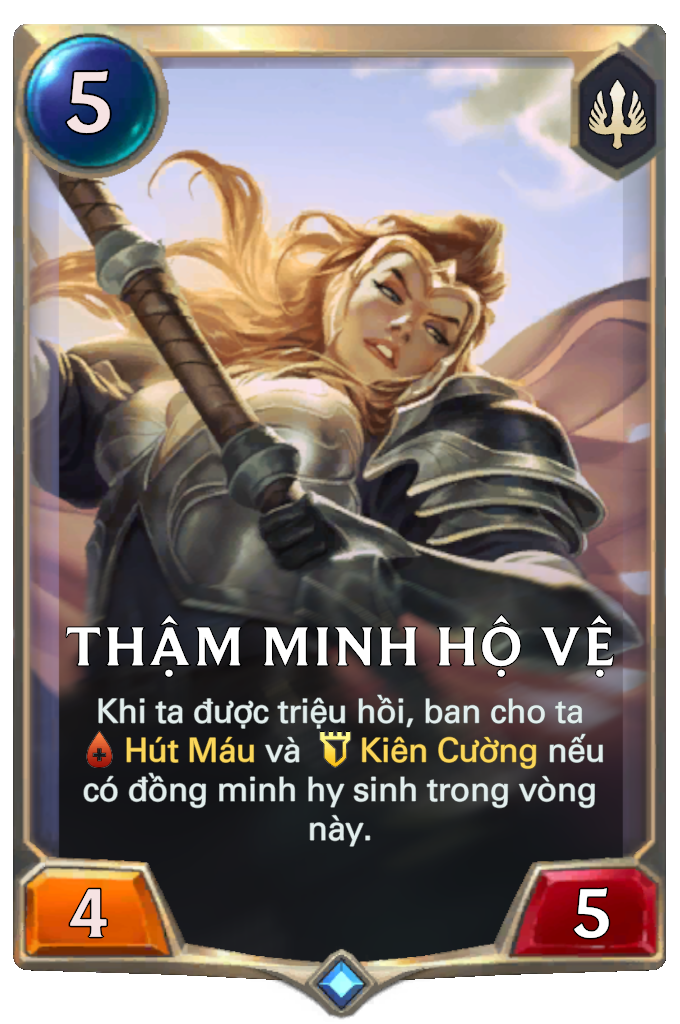 5
THẬM MINH HỘ VỆ
Khi ta được triệu hồi, ban cho ta
Hút Máu và Kiên Cường nếu
có đồng minh hy sinh trong vòng
này.
4
5